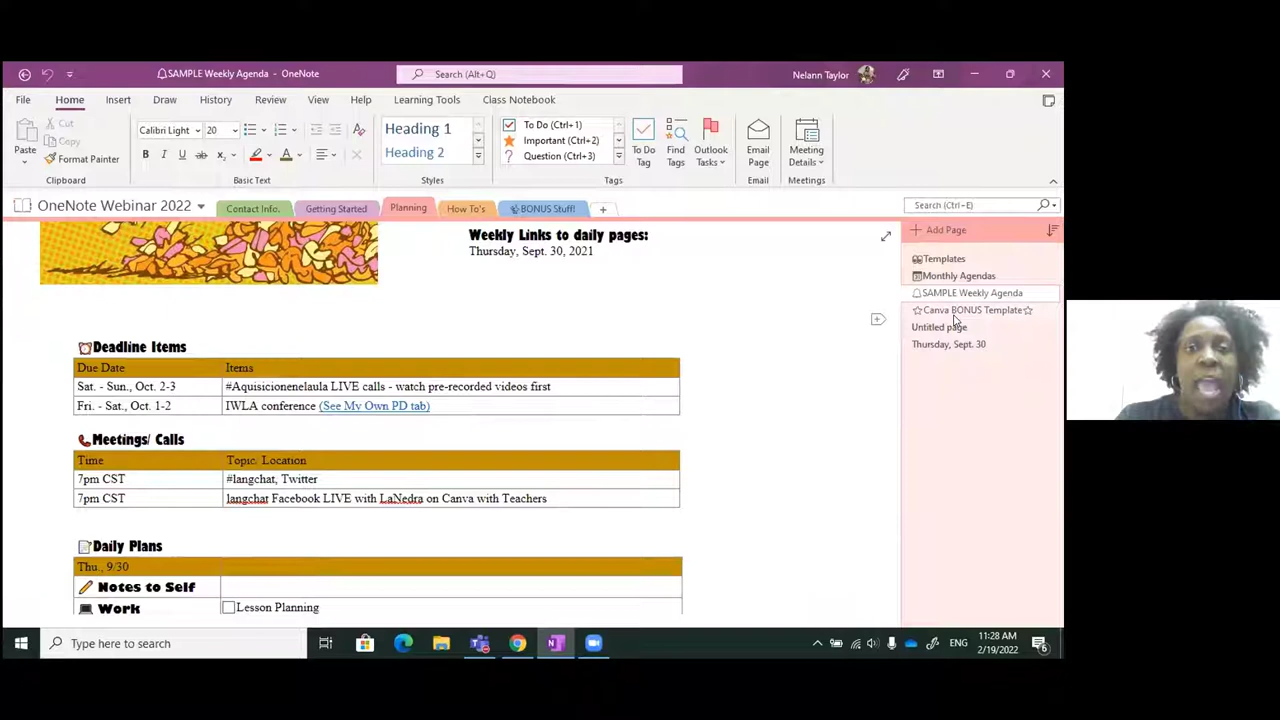 SAMPLE Weekly Agenda - OneNote
Search (Alt+Q)
Nelann Taylor
File Home Insert Draw History Review View Help Learning Tools Class Notebook
Paste
Cut
Copy
Format Painter
Clipboard
Calibri Light 20
Basic Text
Heading 1
Heading 2
Styles
To Do (Ctrl+1)
Important (Ctrl+2)
Question (Ctrl+3)
To Do Tag
Find Tags
Outlook Tasks
Tags
Email Page
Email
Meeting Details
Meetings
OneNote Webinar 2022
Contact Info. Getting Started Planning How To's BONUS Stuff!
Search (Ctrl+E)
Weekly Links to daily pages:
Thursday, Sept. 30, 2021
Deadline Items
Due Date Items
Sat. - Sun., Oct. 2-3 #Aquisicionenelaula LIVE calls - watch pre-recorded videos first
Fri. - Sat., Oct. 1-2 IWLA conference (See My Own PD tab)
Meetings/ Calls
Time Topic/ Location
7pm CST #langchat, Twitter
7pm CST langchat Facebook LIVE with LaNedra on Canva with Teachers
Daily Plans
Thu., 9/30
Notes to Self
Work Lesson Planning
Add Page
Templates
Monthly Agendas
SAMPLE Weekly Agenda
Canva BONUS Template
Untitled page
Thursday, Sept. 30
Type here to search
ENG
11:28 AM
2/19/2022
6